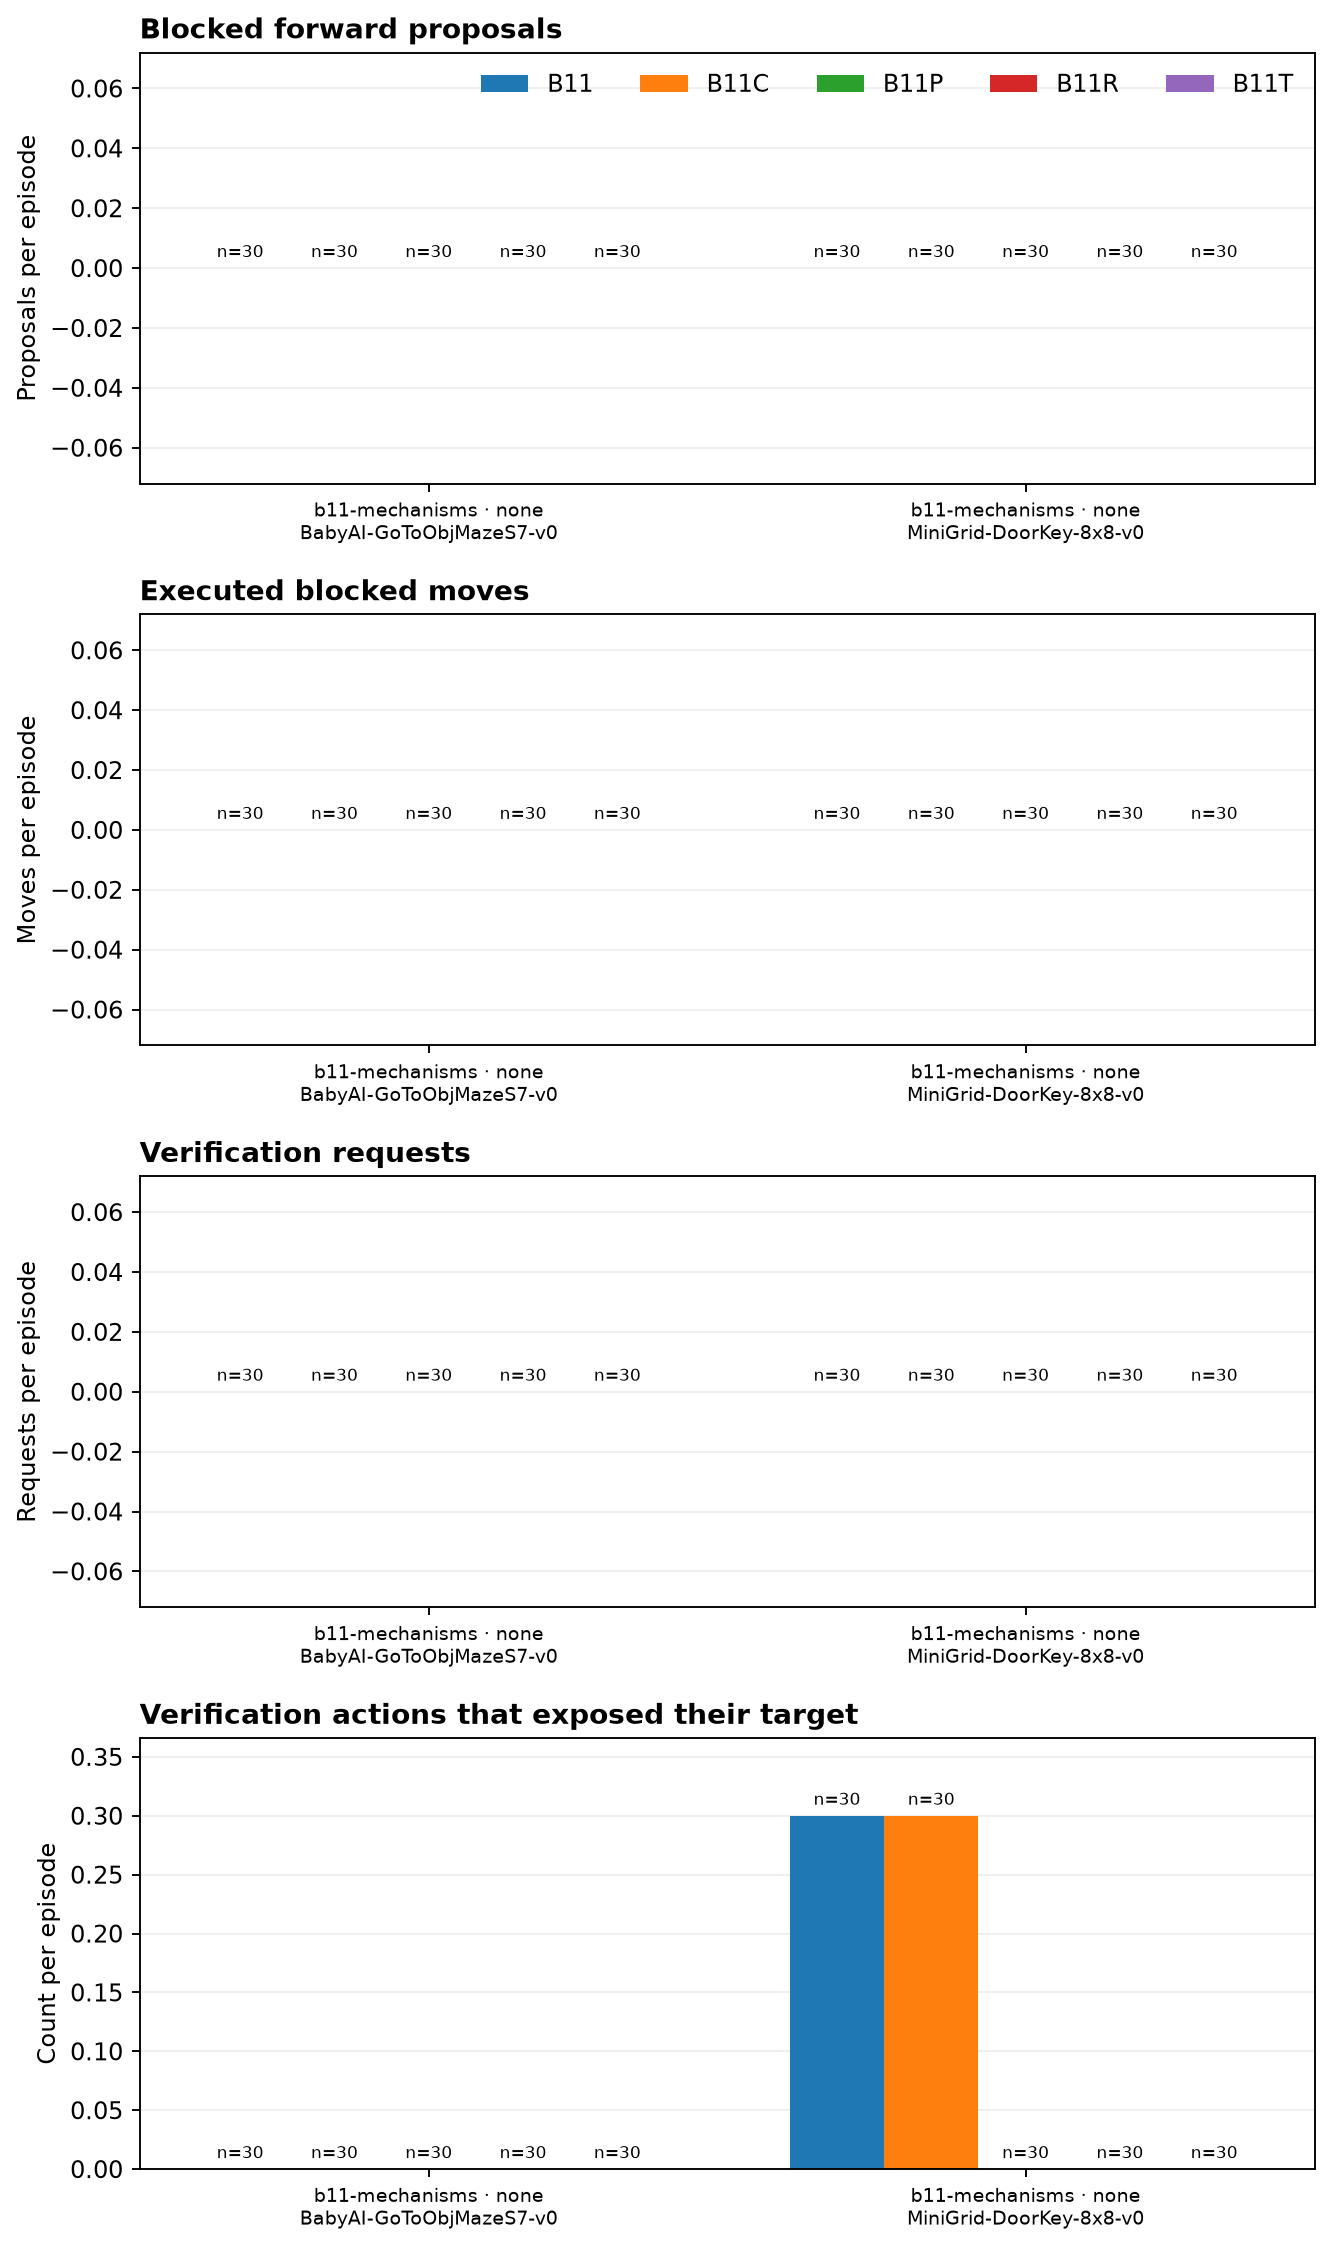 Blocked forward proposals
B11 B11C B11P B11R B11T
Proposals per episode
0.06
0.04
0.02
0.00
−0.02
−0.04
−0.06
n=30 n=30 n=30 n=30 n=30 n=30 n=30 n=30 n=30 n=30
b11-mechanisms · none
BabyAI-GoToObjMazeS7-v0
b11-mechanisms · none
MiniGrid-DoorKey-8x8-v0
Executed blocked moves
Moves per episode
0.06
0.04
0.02
0.00
−0.02
−0.04
−0.06
n=30 n=30 n=30 n=30 n=30 n=30 n=30 n=30 n=30 n=30
b11-mechanisms · none
BabyAI-GoToObjMazeS7-v0
b11-mechanisms · none
MiniGrid-DoorKey-8x8-v0
Verification requests
Requests per episode
0.06
0.04
0.02
0.00
−0.02
−0.04
−0.06
n=30 n=30 n=30 n=30 n=30 n=30 n=30 n=30 n=30 n=30
b11-mechanisms · none
BabyAI-GoToObjMazeS7-v0
b11-mechanisms · none
MiniGrid-DoorKey-8x8-v0
Verification actions that exposed their target
Count per episode
0.35
0.30
0.25
0.20
0.15
0.10
0.05
0.00
n=30 n=30
n=30 n=30 n=30 n=30 n=30 n=30 n=30 n=30
b11-mechanisms · none
BabyAI-GoToObjMazeS7-v0
b11-mechanisms · none
MiniGrid-DoorKey-8x8-v0